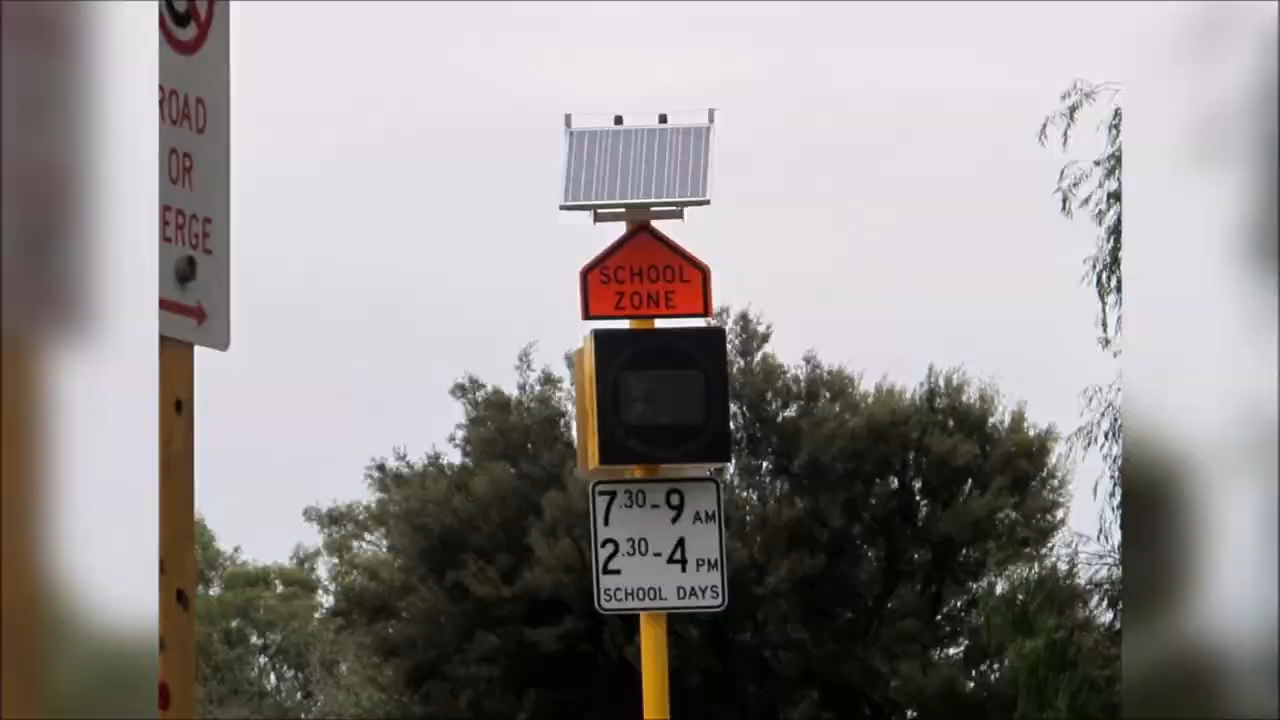 ROAD
OR
ERGE
SCHOOL
ZONE
7.30-9 AM
2.30-4 PM
SCHOOL DAYS